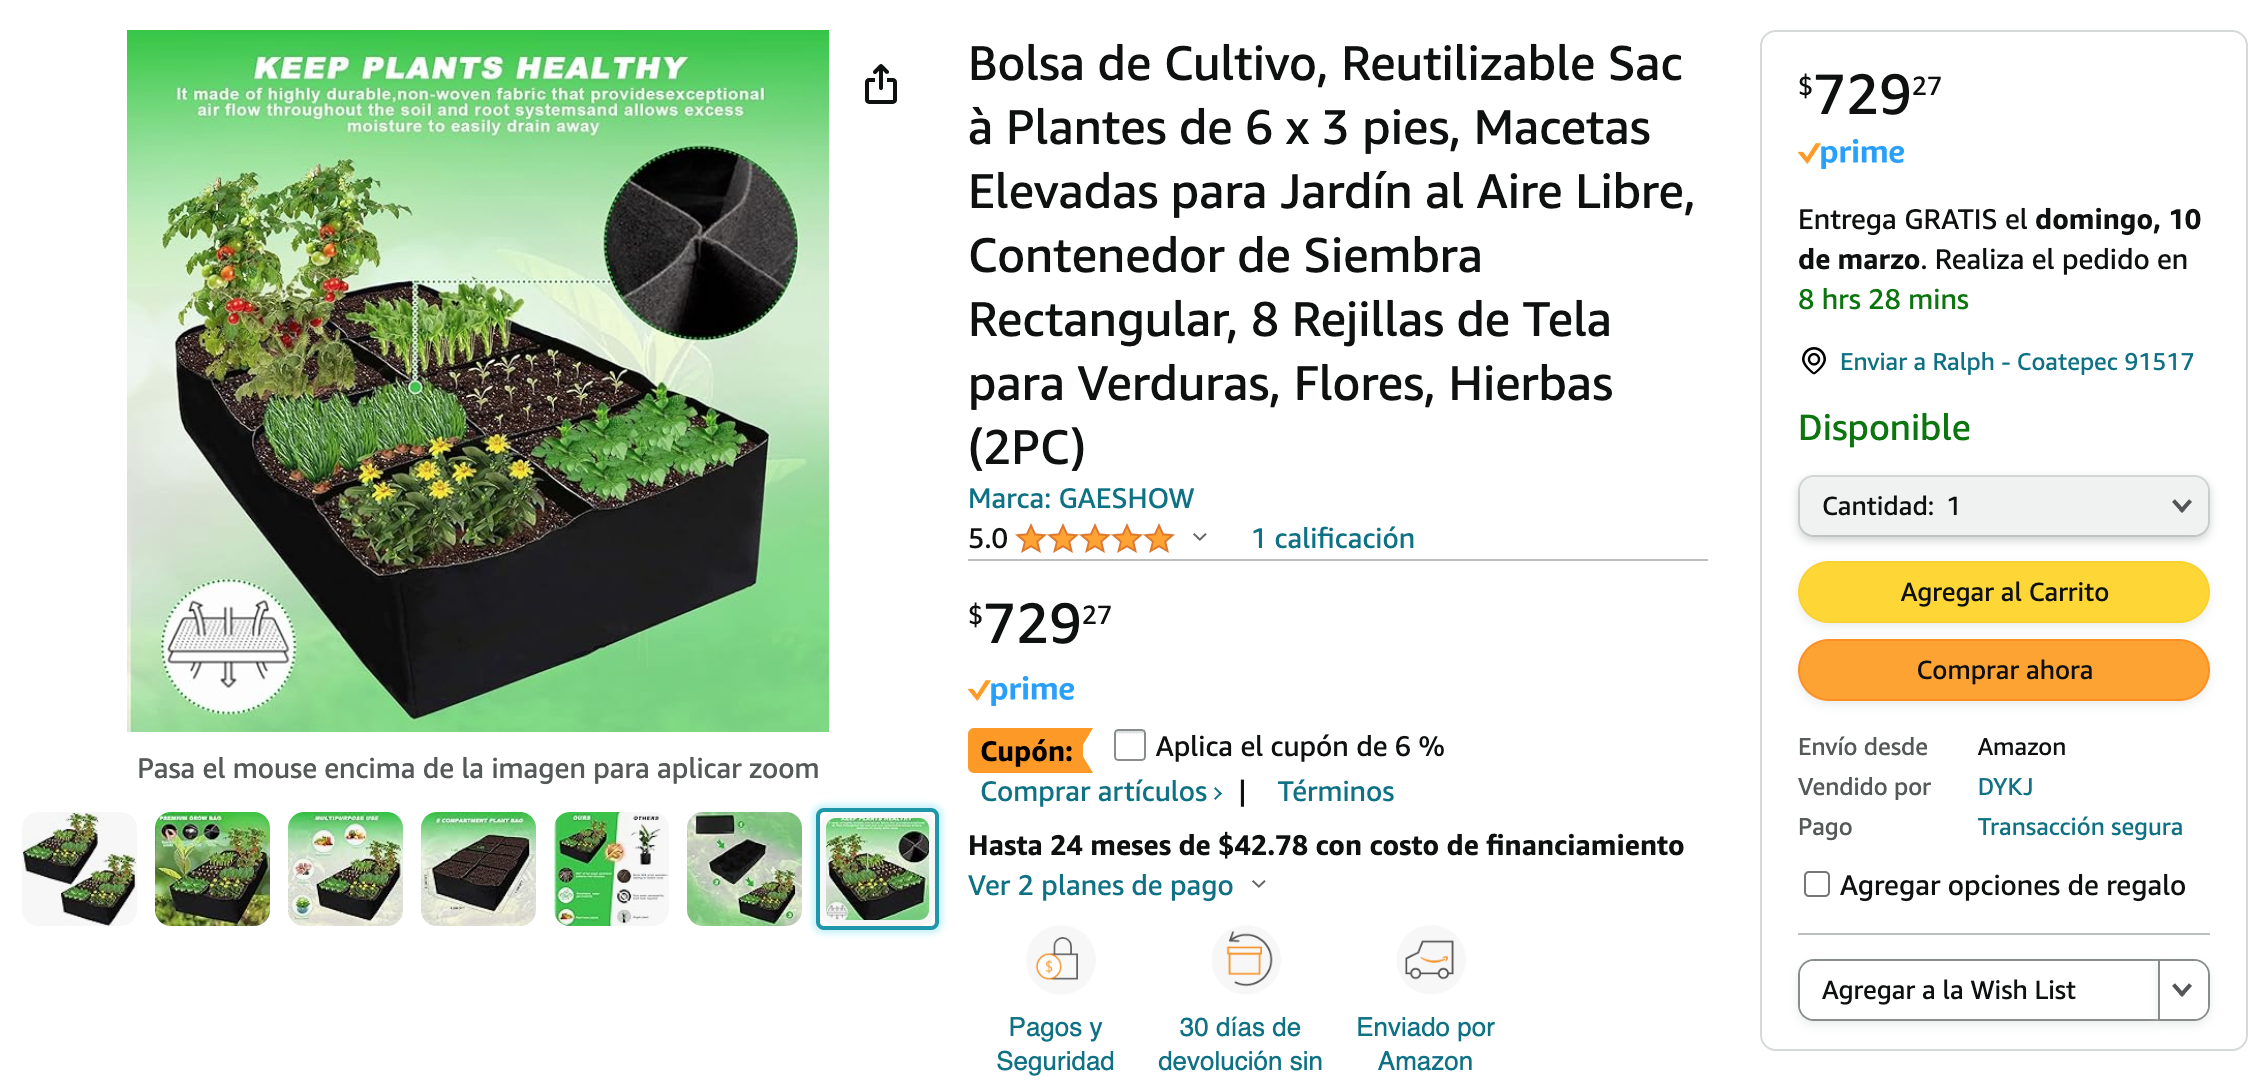 KEEP PLANTS HEALTHY
It made of highly durable,non-woven fabric that providesexceptional
air flow throughout the soil and root systemsand allows excess
moisture to easily drain away
Pasa el mouse encima de la imagen para aplicar zoom
PREMIUM GROW BAG
MULTIPURPOSE USE
8 COMPARTMENT PLANT BAG
OURS
OTHERS
KEEP PLANTS HEALTHY
Bolsa de Cultivo, Reutilizable Sac
à Plantes de 6 x 3 pies, Macetas
Elevadas para Jardín al Aire Libre,
Contenedor de Siembra
Rectangular, 8 Rejillas de Tela
para Verduras, Flores, Hierbas
(2PC)
Marca: GAESHOW
5.0 1 calificación
$72927
prime
Cupón: Aplica el cupón de 6 %
Comprar artículos › | Términos
Hasta 24 meses de $42.78 con costo de financiamiento
Ver 2 planes de pago
Pagos y
Seguridad
30 días de
devolución sin
Enviado por
Amazon
$72927
prime
Entrega GRATIS el domingo, 10
de marzo. Realiza el pedido en
8 hrs 28 mins
Enviar a Ralph - Coatepec 91517
Disponible
Cantidad: 1
Agregar al Carrito
Comprar ahora
Envío desde Amazon
Vendido por DYKJ
Pago Transacción segura
Agregar opciones de regalo
Agregar a la Wish List